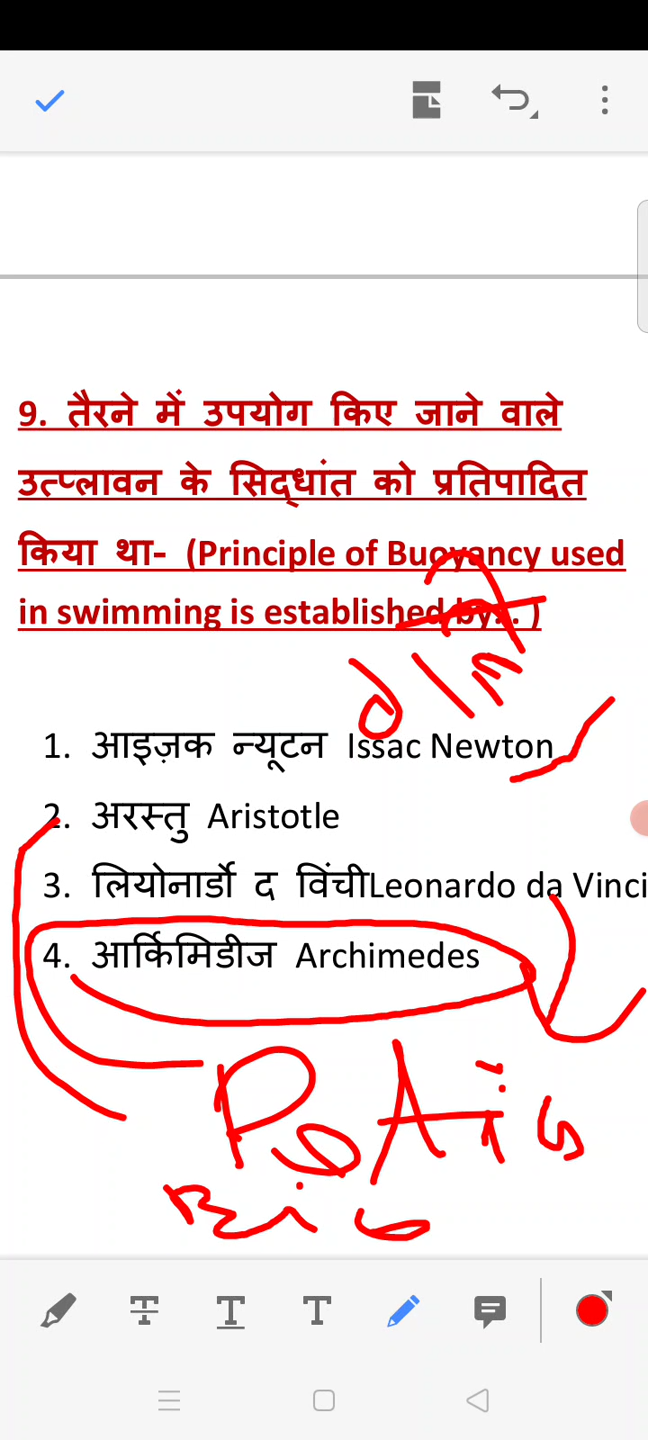 9. तैरने में उपयोग किए जाने वाले
उत्प्लावन के सिद्धांत को प्रतिपादित
किया था- (Principle of Buoyancy used
in swimming is established by.. )
1. आइज़क न्यूटन Issac Newton
2. अरस्तु Aristotle
3. लियोनार्डो द विंचीLeonardo da Vinci
4. आर्किमिडीज Archimedes